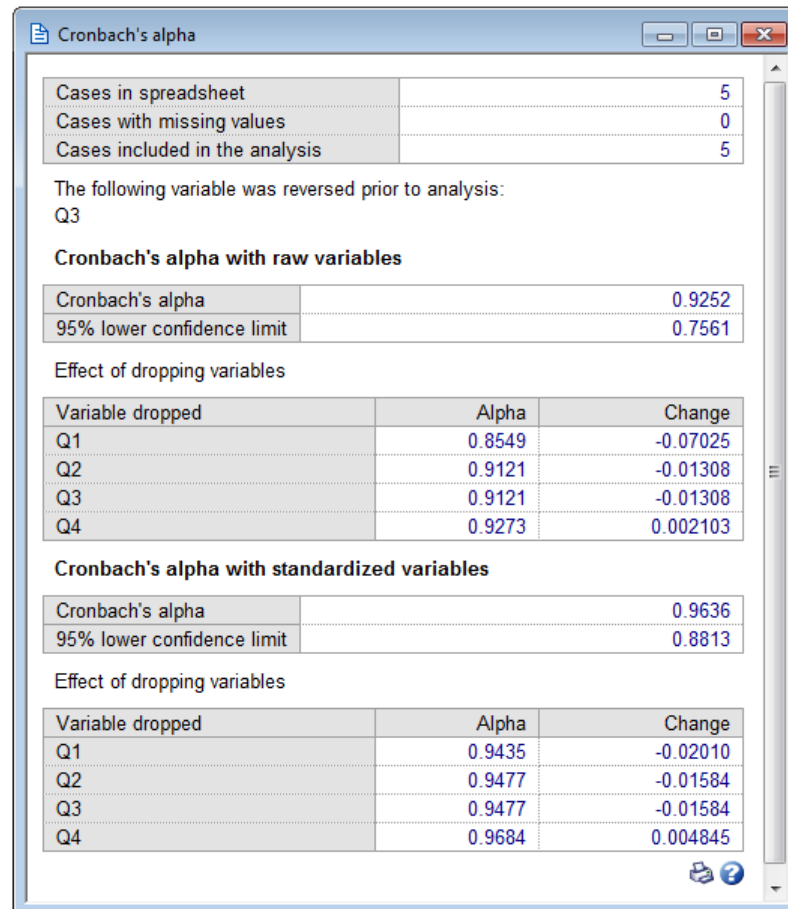 Cronbach's alpha
Cases in spreadsheet 5
Cases with missing values 0
Cases included in the analysis 5
The following variable was reversed prior to analysis:
Q3
Cronbach's alpha with raw variables
Cronbach's alpha 0.9252
95% lower confidence limit 0.7561
Effect of dropping variables
Variable dropped Alpha Change
Q1 0.8549 -0.07025
Q2 0.9121 -0.01308
Q3 0.9121 -0.01308
Q4 0.9273 0.002103
Cronbach's alpha with standardized variables
Cronbach's alpha 0.9636
95% lower confidence limit 0.8813
Effect of dropping variables
Variable dropped Alpha Change
Q1 0.9435 -0.02010
Q2 0.9477 -0.01584
Q3 0.9477 -0.01584
Q4 0.9684 0.004845